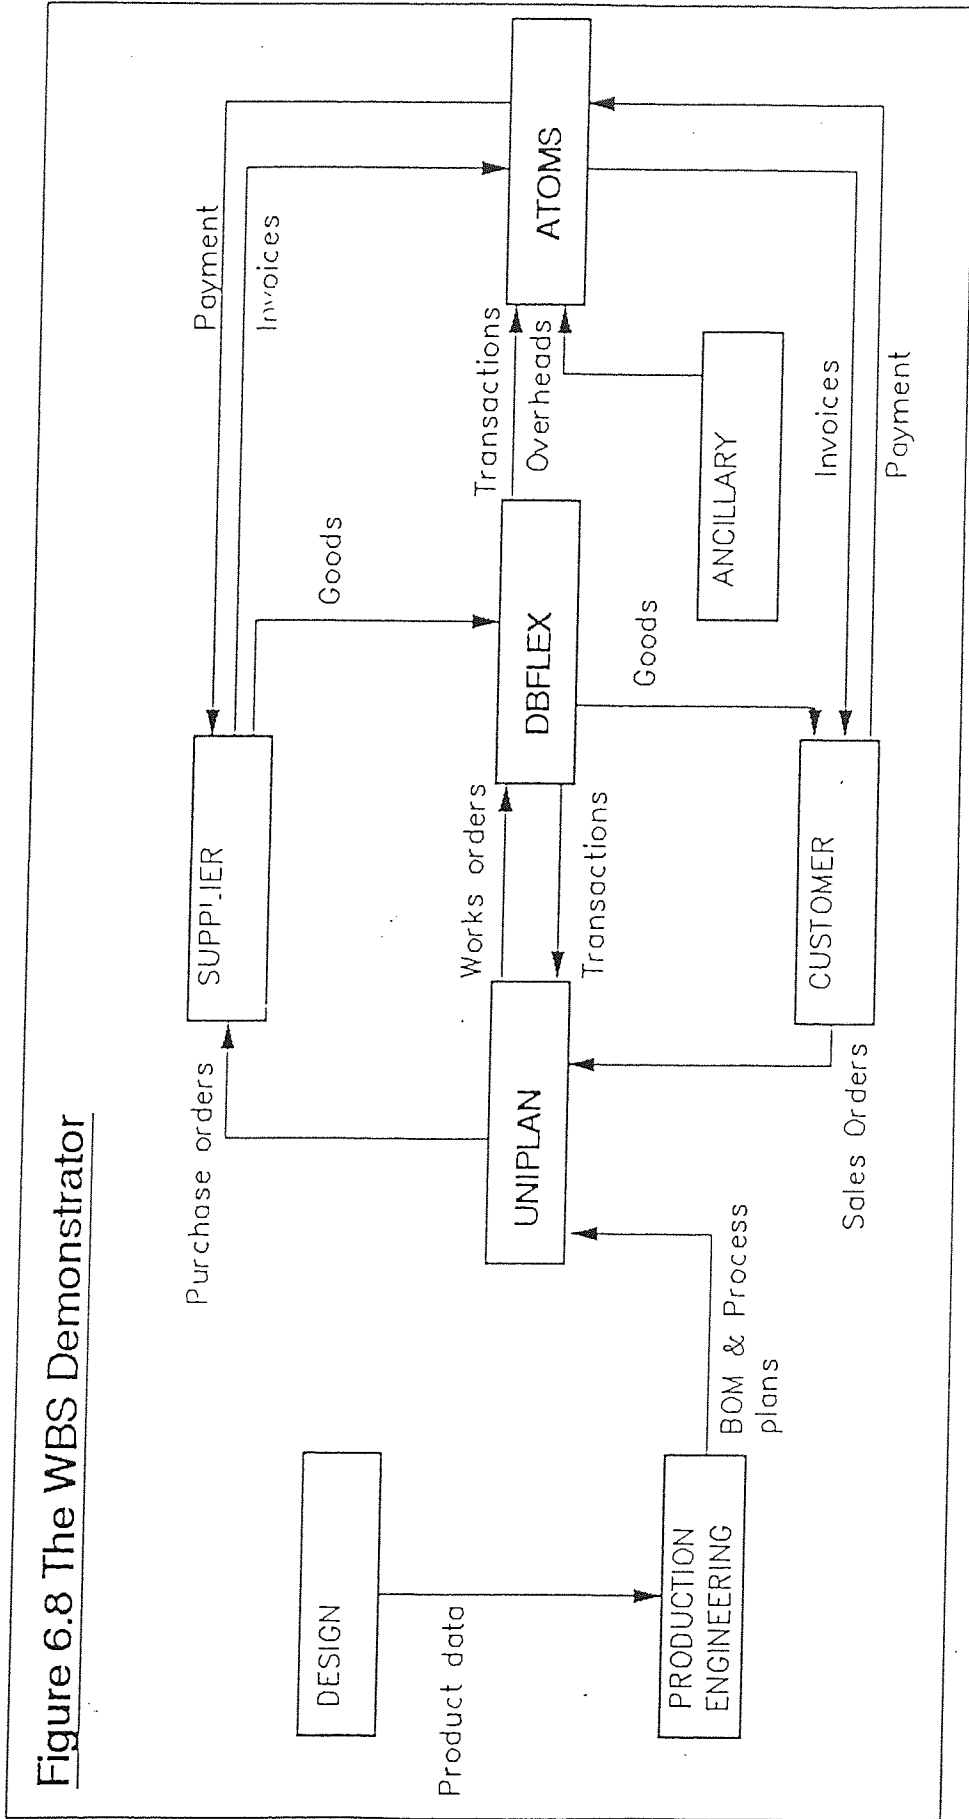 Figure 6.8 The WBS Demonstrator
Payment
Invoices
Purchase orders
SUPPLIER
Goods
DESIGN
Works orders
Transactions
Product data
UNIPLAN
DBFLEX
ATOMS
Transactions
Overheads
Goods
PRODUCTION
ENGINEERING
BOM & Process
plans
ANCILLARY
CUSTOMER
Sales Orders
Invoices
Payment